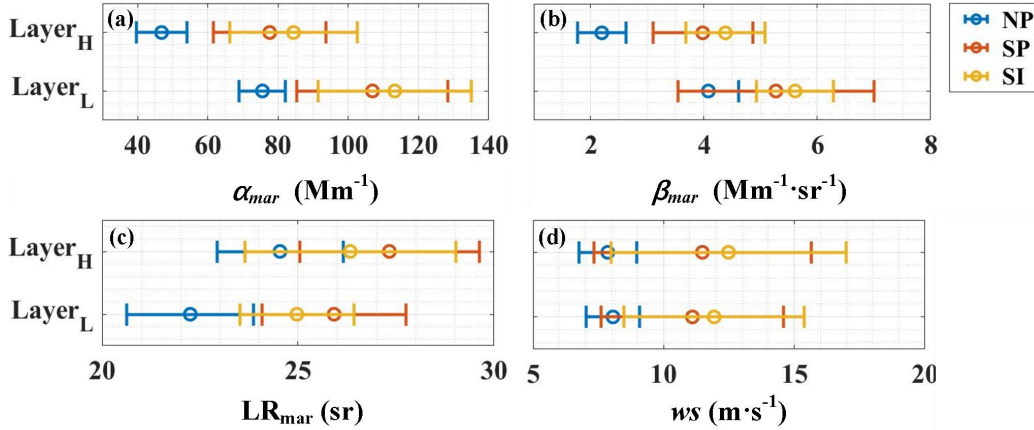 (a)
Layer_H
Layer_L
40 60 80 100 120 140
α_mar (Mm⁻¹)
(b)
2 4 6 8
β_mar (Mm⁻¹·sr⁻¹)
NP
SP
SI
(c)
Layer_H
Layer_L
20 25 30
LR_mar (sr)
(d)
5 10 15 20
ws (m·s⁻¹)